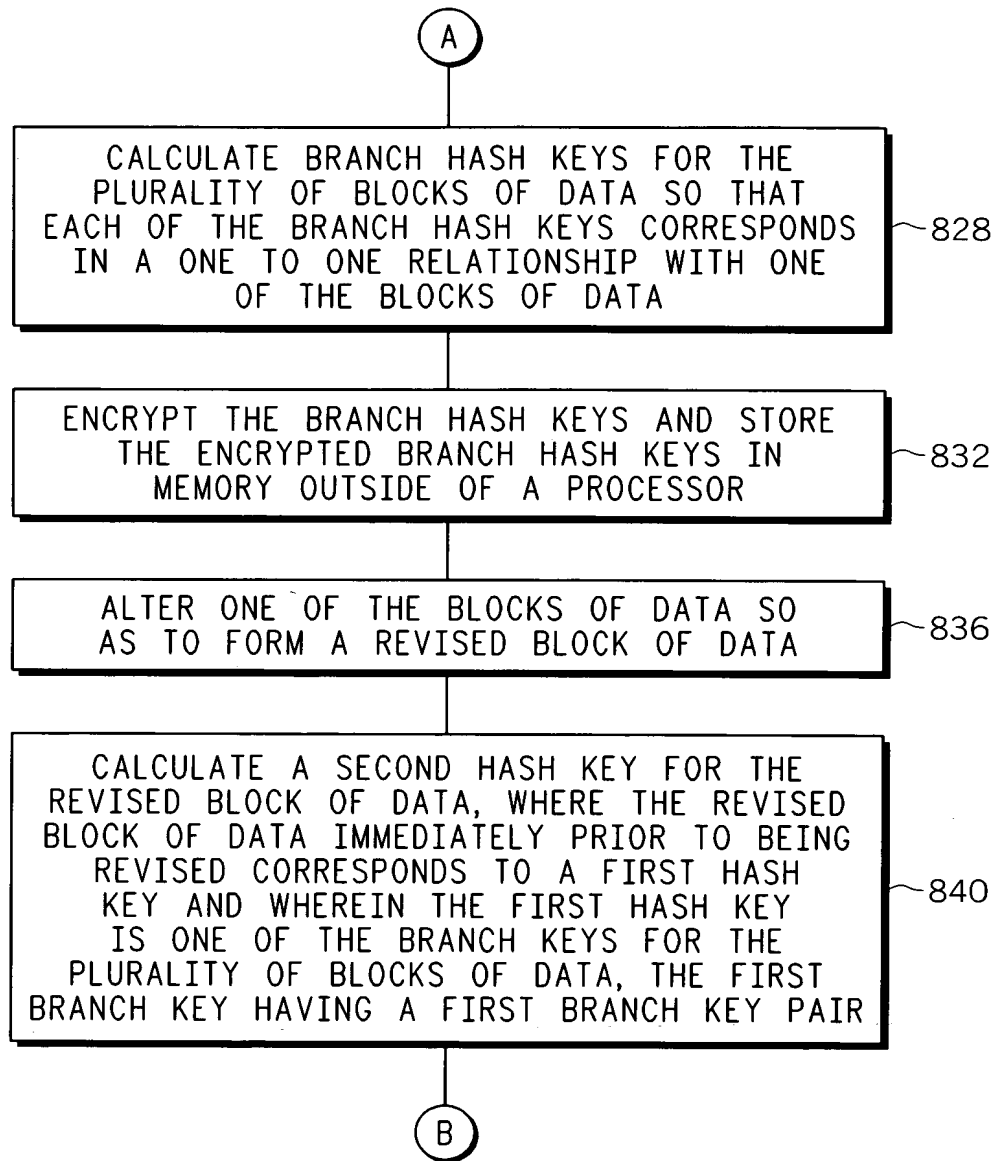 A
CALCULATE BRANCH HASH KEYS FOR THE
PLURALITY OF BLOCKS OF DATA SO THAT
EACH OF THE BRANCH HASH KEYS CORRESPONDS
IN A ONE TO ONE RELATIONSHIP WITH ONE
OF THE BLOCKS OF DATA
828
ENCRYPT THE BRANCH HASH KEYS AND STORE
THE ENCRYPTED BRANCH HASH KEYS IN
MEMORY OUTSIDE OF A PROCESSOR
832
ALTER ONE OF THE BLOCKS OF DATA SO
AS TO FORM A REVISED BLOCK OF DATA
836
CALCULATE A SECOND HASH KEY FOR THE
REVISED BLOCK OF DATA, WHERE THE REVISED
BLOCK OF DATA IMMEDIATELY PRIOR TO BEING
REVISED CORRESPONDS TO A FIRST HASH
KEY AND WHEREIN THE FIRST HASH KEY
IS ONE OF THE BRANCH KEYS FOR THE
PLURALITY OF BLOCKS OF DATA, THE FIRST
BRANCH KEY HAVING A FIRST BRANCH KEY PAIR
840
B